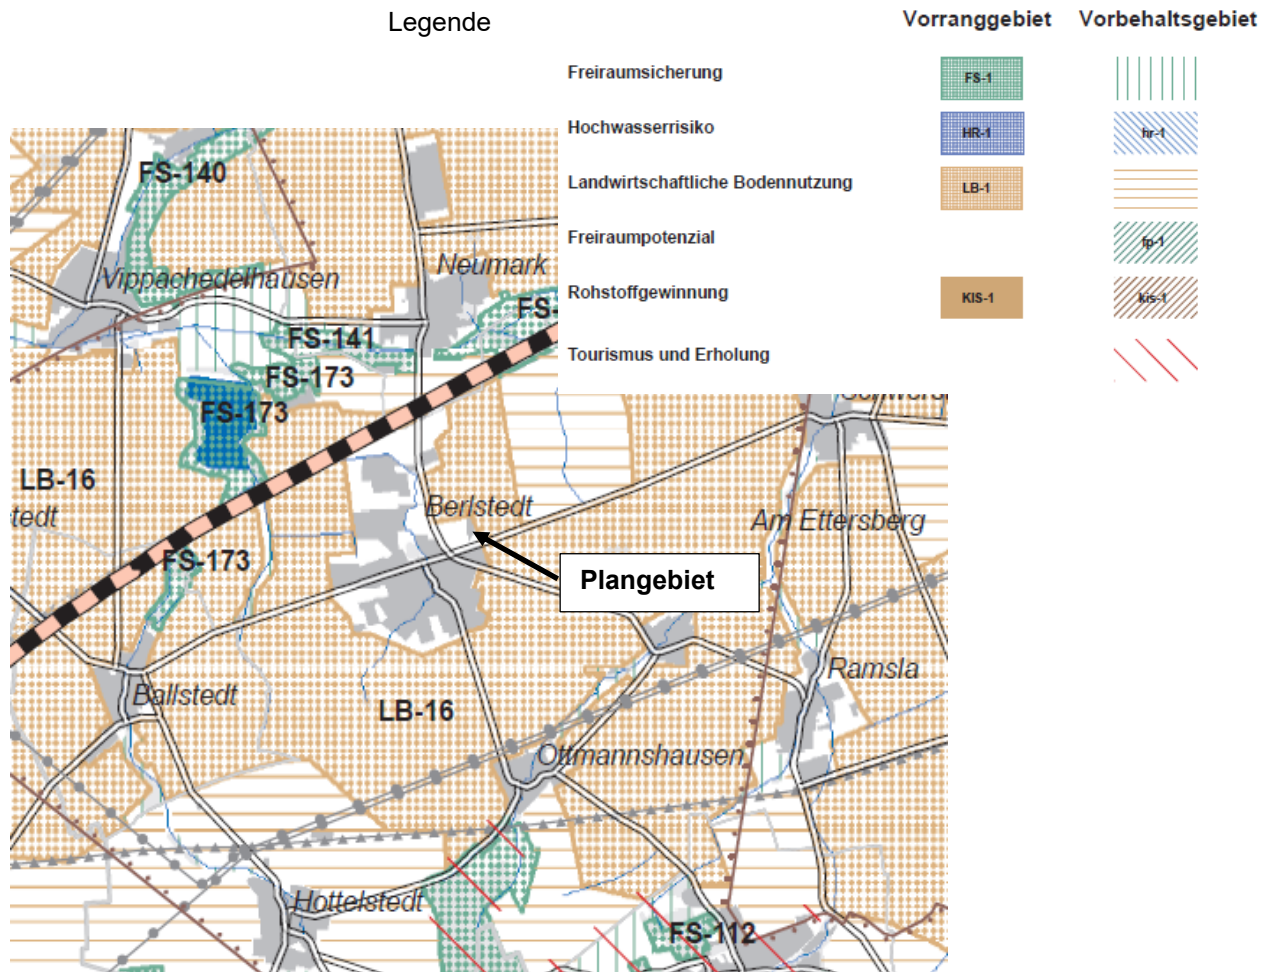 Legende
Vorranggebiet Vorbehaltsgebiet
Freiraumsicherung FS-1
Hochwasserrisiko HR-1 hr-1
Landwirtschaftliche Bodennutzung LB-1
Freiraumpotenzial fp-1
Rohstoffgewinnung KIS-1 kis-1
Tourismus und Erholung
FS-140
Neumark
Vippachedelhausen
FS-
FS-141
FS-173
FS-173
LB-16
Berlstedt
tedt
Am Ettersberg
FS-173
Plangebiet
Ramsla
Ballstedt
LB-16
Ottmannshausen
Hottelstedt
FS-112